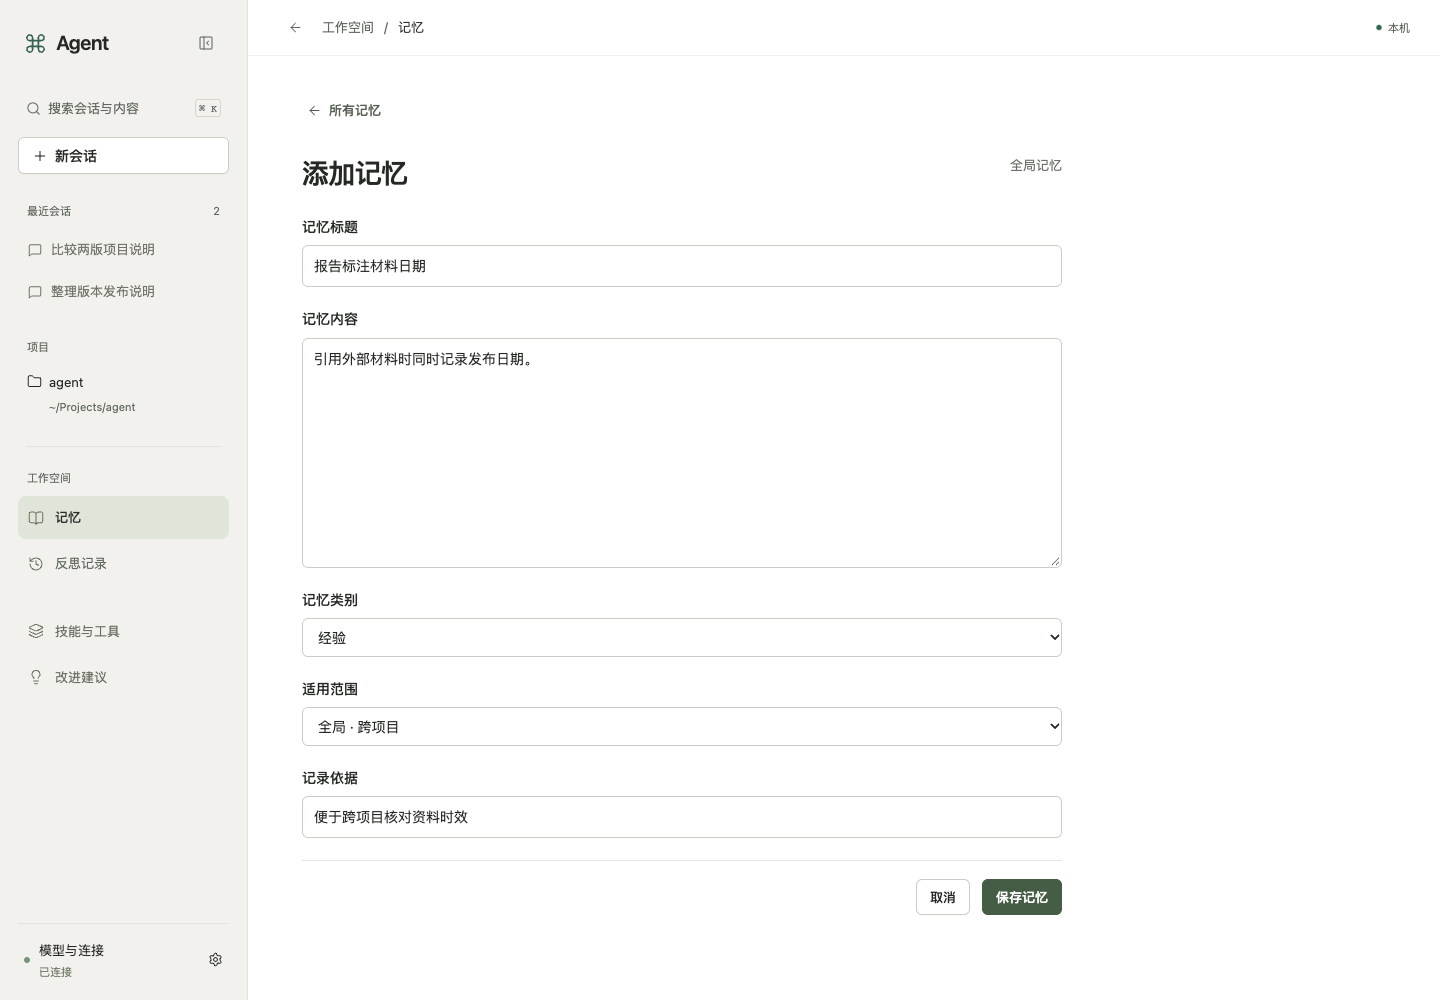 Agent
搜索会话与内容 ⌘ K
新会话
最近会话 2
比较两版项目说明
整理版本发布说明
项目
agent
~/Projects/agent
工作空间
记忆
反思记录
技能与工具
改进建议
模型与连接
已连接
工作空间 / 记忆
本机
所有记忆
添加记忆
全局记忆
记忆标题
报告标注材料日期
记忆内容
引用外部材料时同时记录发布日期。
记忆类别
经验
适用范围
全局 · 跨项目
记录依据
便于跨项目核对资料时效
取消
保存记忆